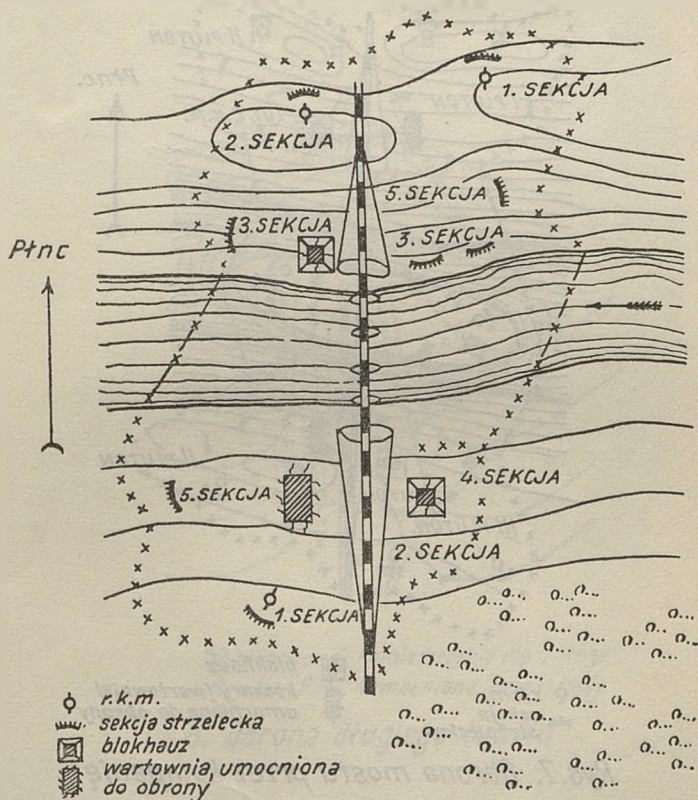 1. SEKCJA
2. SEKCJA
5. SEKCJA
3. SEKCJA
3. SEKCJA
Płnc
4. SEKCJA
5. SEKCJA
2. SEKCJA
1. SEKCJA
r.k.m.
sekcja strzelecka
blokhauz
wartownia, umocniona
do obrony